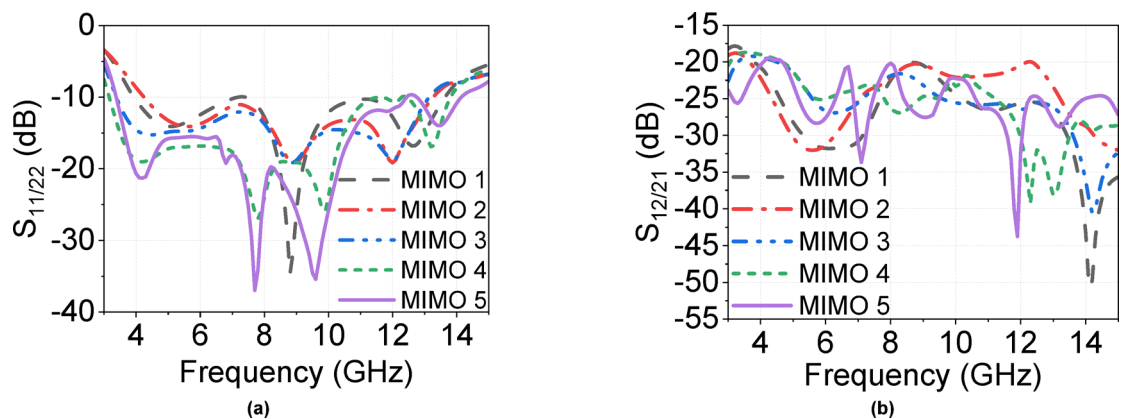 0
-10
-20
-30
-40
S11/22 (dB)
MIMO 1
MIMO 2
MIMO 3
MIMO 4
MIMO 5
4 6 8 10 12 14
Frequency (GHz)
(a)
-15
-20
-25
-30
-35
-40
-45
-50
-55
S12/21 (dB)
MIMO 1
MIMO 2
MIMO 3
MIMO 4
MIMO 5
4 6 8 10 12 14
Frequency (GHz)
(b)